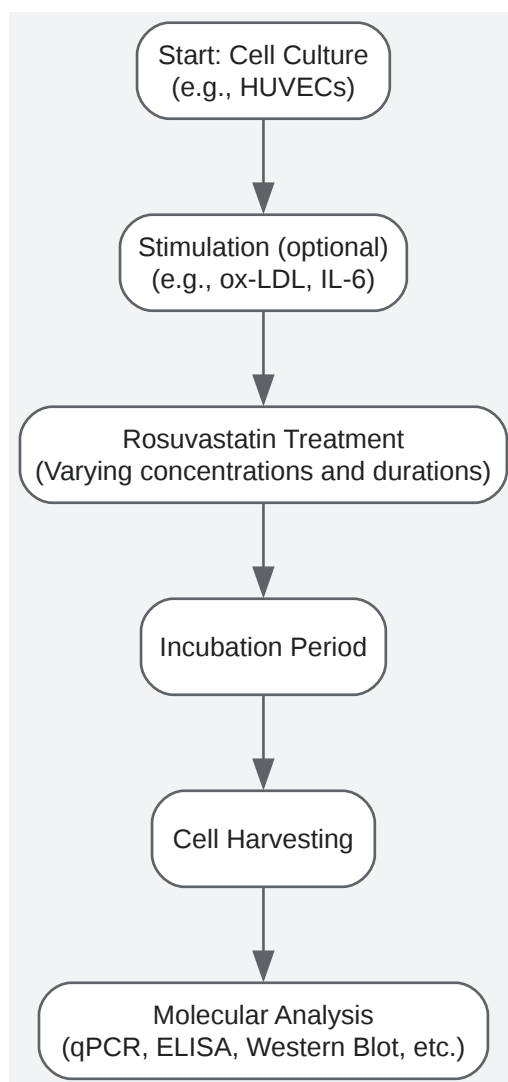 Start: Cell Culture
(e.g., HUVECs)
Stimulation (optional)
(e.g., ox-LDL, IL-6)
Rosuvastatin Treatment
(Varying concentrations and durations)
Incubation Period
Cell Harvesting
Molecular Analysis
(qPCR, ELISA, Western Blot, etc.)